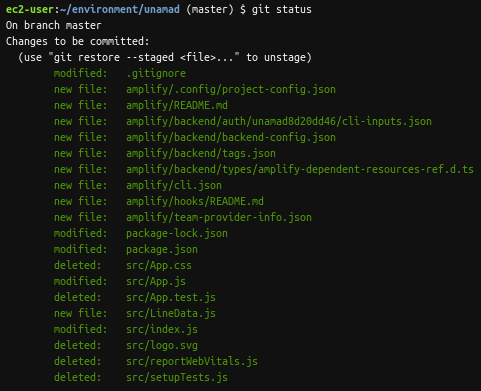 ec2-user:~/environment/unamad (master) $ git status
On branch master
Changes to be committed:
  (use "git restore --staged <file>..." to unstage)
        modified:   .gitignore
        new file:   amplify/.config/project-config.json
        new file:   amplify/README.md
        new file:   amplify/backend/auth/unamad8d20dd46/cli-inputs.json
        new file:   amplify/backend/backend-config.json
        new file:   amplify/backend/tags.json
        new file:   amplify/backend/types/amplify-dependent-resources-ref.d.ts
        new file:   amplify/cli.json
        new file:   amplify/hooks/README.md
        new file:   amplify/team-provider-info.json
        modified:   package-lock.json
        modified:   package.json
        deleted:    src/App.css
        modified:   src/App.js
        deleted:    src/App.test.js
        new file:   src/LineData.js
        modified:   src/index.js
        deleted:    src/logo.svg
        deleted:    src/reportWebVitals.js
        deleted:    src/setupTests.js